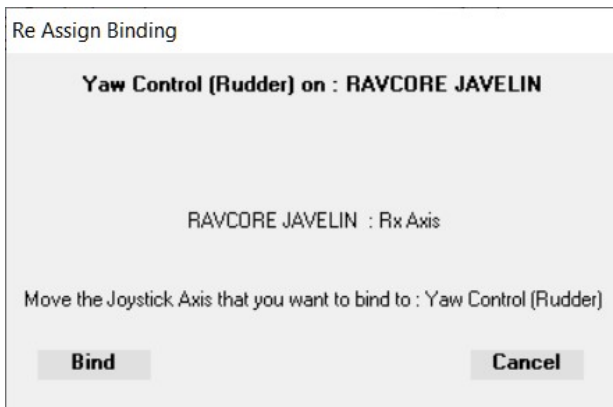 Re Assign Binding
Yaw Control (Rudder) on : RAVCORE JAVELIN
RAVCORE JAVELIN : Rx Axis
Move the Joystick Axis that you want to bind to : Yaw Control (Rudder)
Bind
Cancel